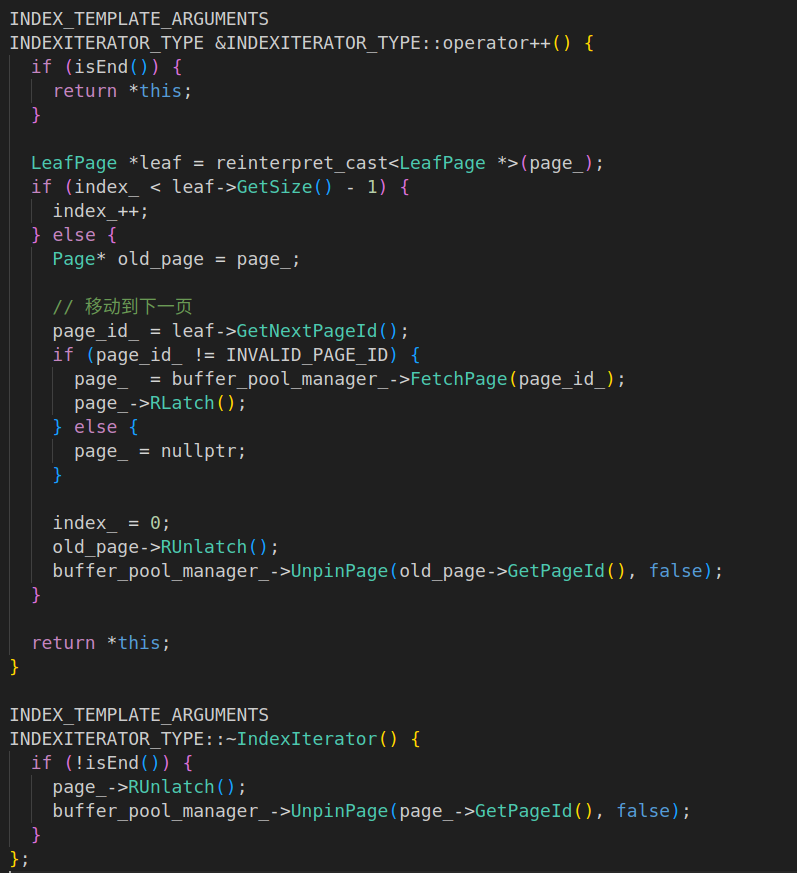 INDEX_TEMPLATE_ARGUMENTS
INDEXITERATOR_TYPE &INDEXITERATOR_TYPE::operator++() {
  if (isEnd()) {
    return *this;
  }

  LeafPage *leaf = reinterpret_cast<LeafPage *>(page_);
  if (index_ < leaf->GetSize() - 1) {
    index_++;
  } else {
    Page* old_page = page_;

    // 移动到下一页
    page_id_ = leaf->GetNextPageId();
    if (page_id_ != INVALID_PAGE_ID) {
      page_  = buffer_pool_manager_->FetchPage(page_id_);
      page_->RLatch();
    } else {
      page_ = nullptr;
    }

    index_ = 0;
    old_page->RUnlatch();
    buffer_pool_manager_->UnpinPage(old_page->GetPageId(), false);
  }

  return *this;
}

INDEX_TEMPLATE_ARGUMENTS
INDEXITERATOR_TYPE::~IndexIterator() {
  if (!isEnd()) {
    page_->RUnlatch();
    buffer_pool_manager_->UnpinPage(page_->GetPageId(), false);
  }
};